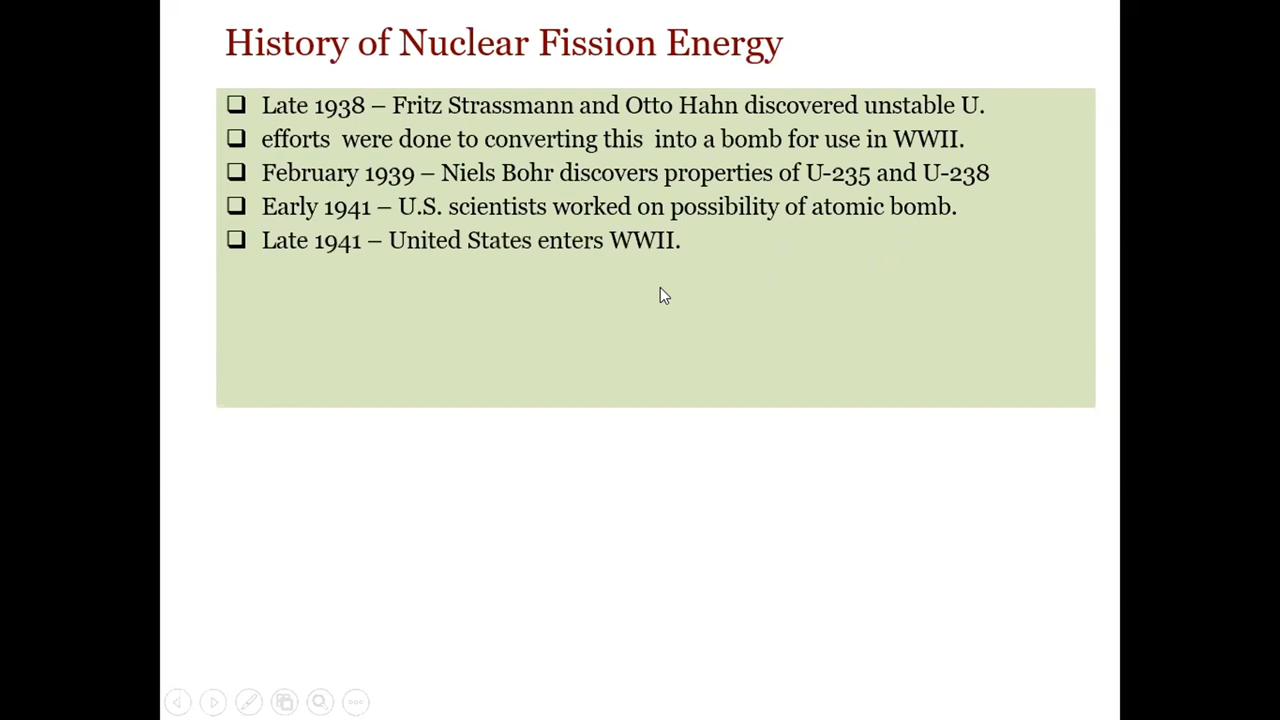 History of Nuclear Fission Energy
Late 1938 – Fritz Strassmann and Otto Hahn discovered unstable U.
efforts were done to converting this into a bomb for use in WWII.
February 1939 – Niels Bohr discovers properties of U-235 and U-238
Early 1941 – U.S. scientists worked on possibility of atomic bomb.
Late 1941 – United States enters WWII.